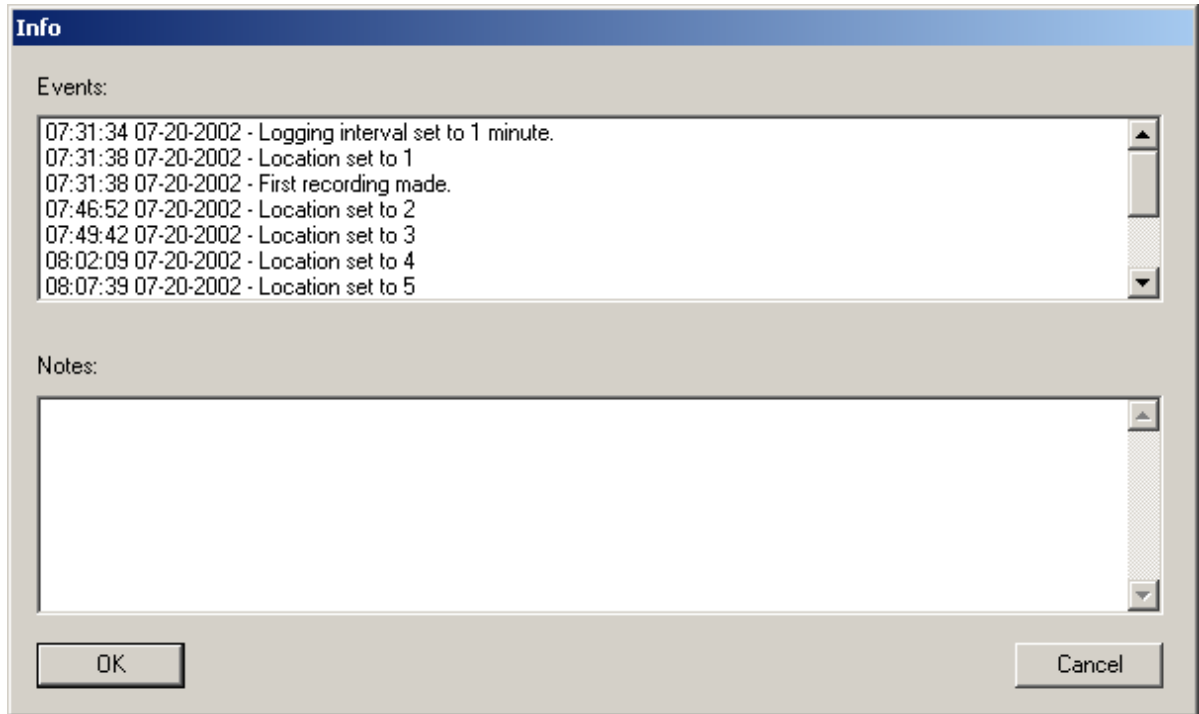 Info
Events:
07:31:34 07-20-2002 - Logging interval set to 1 minute.
07:31:38 07-20-2002 - Location set to 1
07:31:38 07-20-2002 - First recording made.
07:46:52 07-20-2002 - Location set to 2
07:49:42 07-20-2002 - Location set to 3
08:02:09 07-20-2002 - Location set to 4
08:07:39 07-20-2002 - Location set to 5
Notes:
OK
Cancel